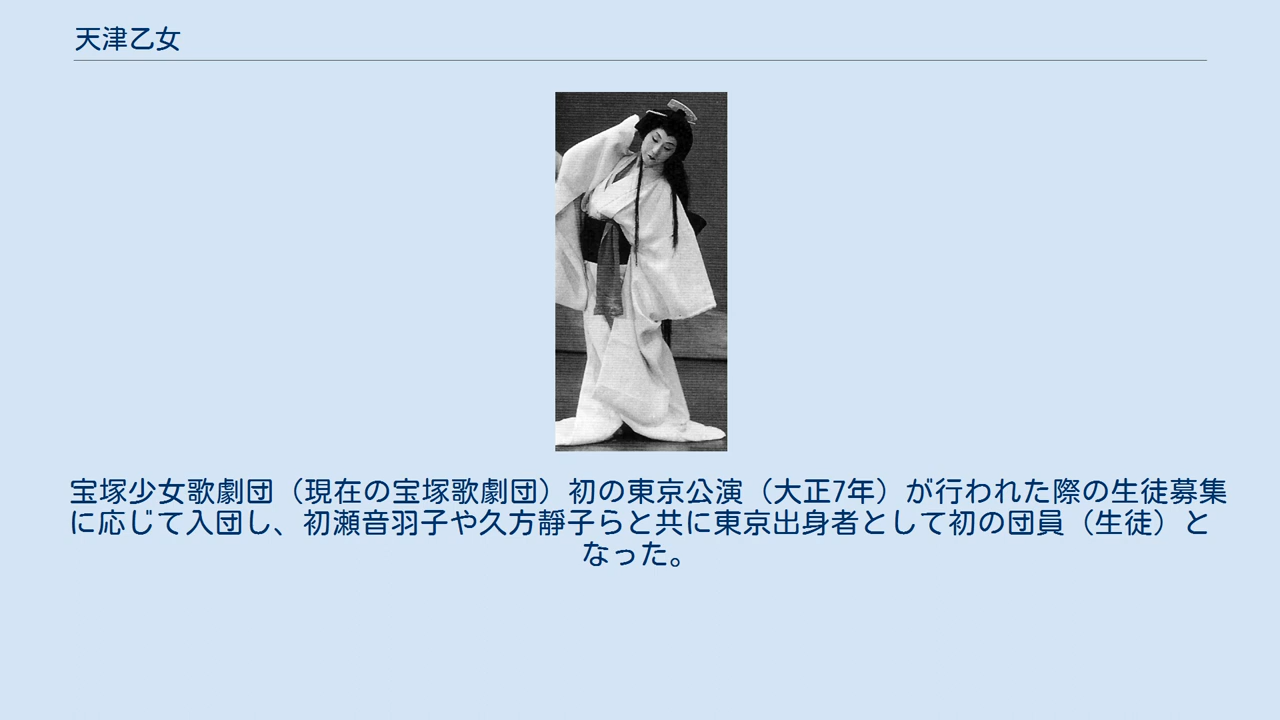 天津乙女
宝塚少女歌劇団（現在の宝塚歌劇団）初の東京公演（大正7年）が行われた際の生徒募集
に応じて入団し、初瀬音羽子や久方靜子らと共に東京出身者として初の団員（生徒）と
なった。